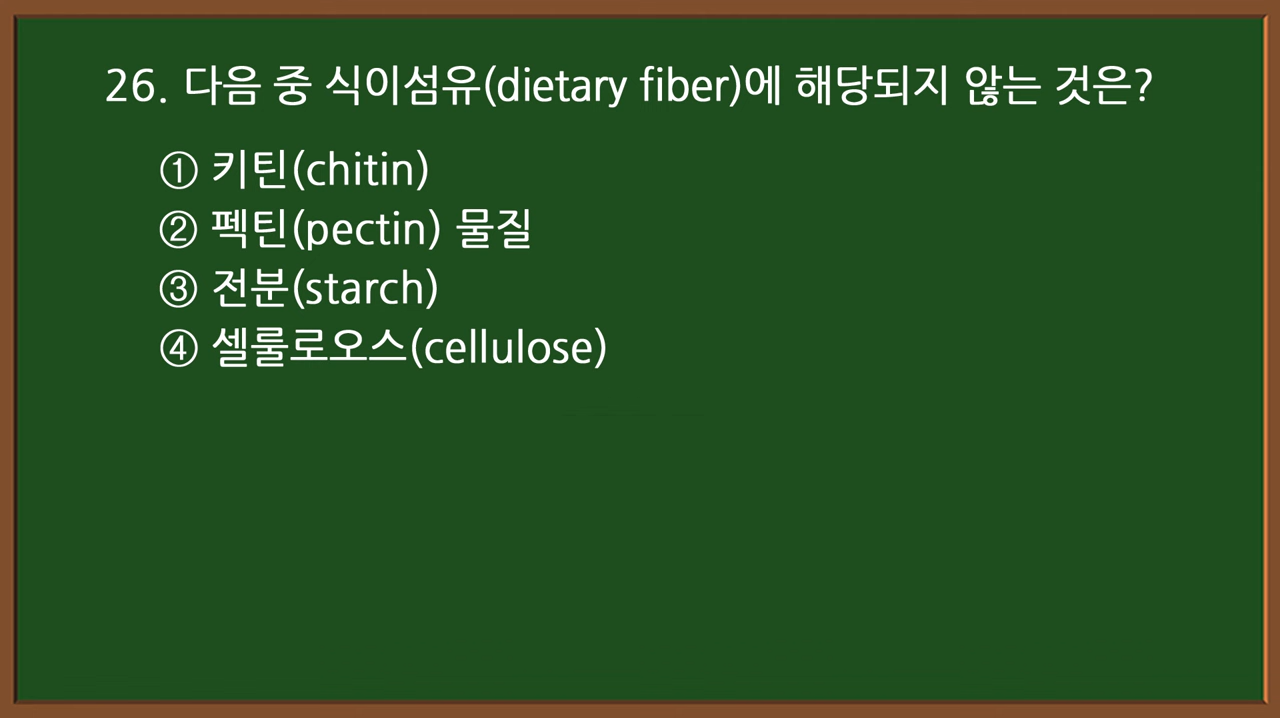 26. 다음 중 식이섬유(dietary fiber)에 해당되지 않는 것은?
① 키틴(chitin)
② 펙틴(pectin) 물질
③ 전분(starch)
④ 셀룰로오스(cellulose)